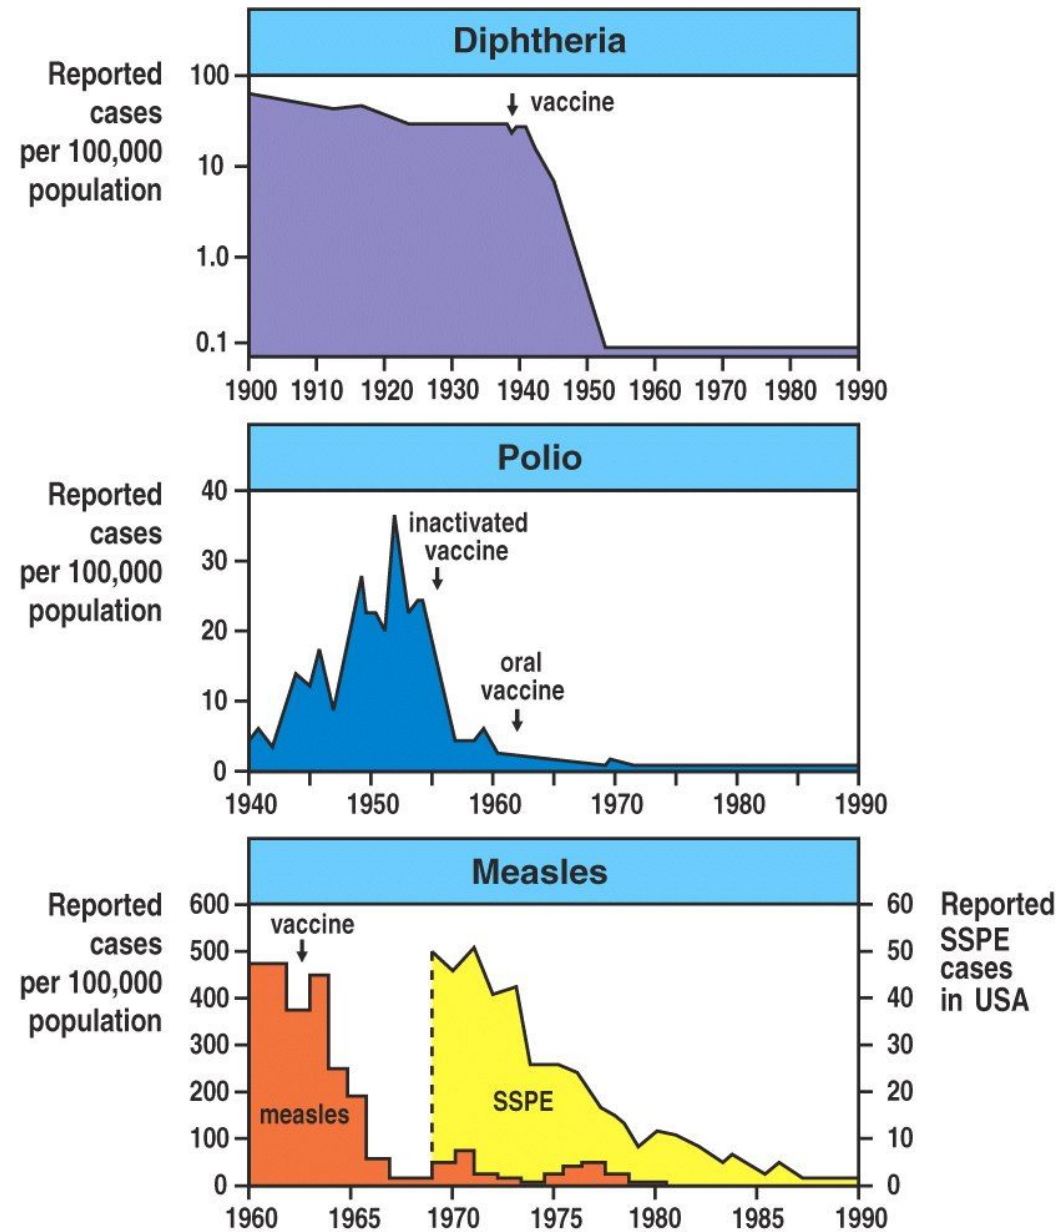 Diphtheria
Reported
cases
per 100,000
population
100
10
1.0
0.1
vaccine
1900 1910 1920 1930 1940 1950 1960 1970 1980 1990
Polio
Reported
cases
per 100,000
population
40
30
20
10
0
inactivated
vaccine
oral
vaccine
1940 1950 1960 1970 1980 1990
Measles
Reported
cases
per 100,000
population
600
500
400
300
200
100
0
vaccine
measles
SSPE
60
50
40
30
20
10
0
Reported
SSPE
cases
in USA
1960 1965 1970 1975 1980 1985 1990